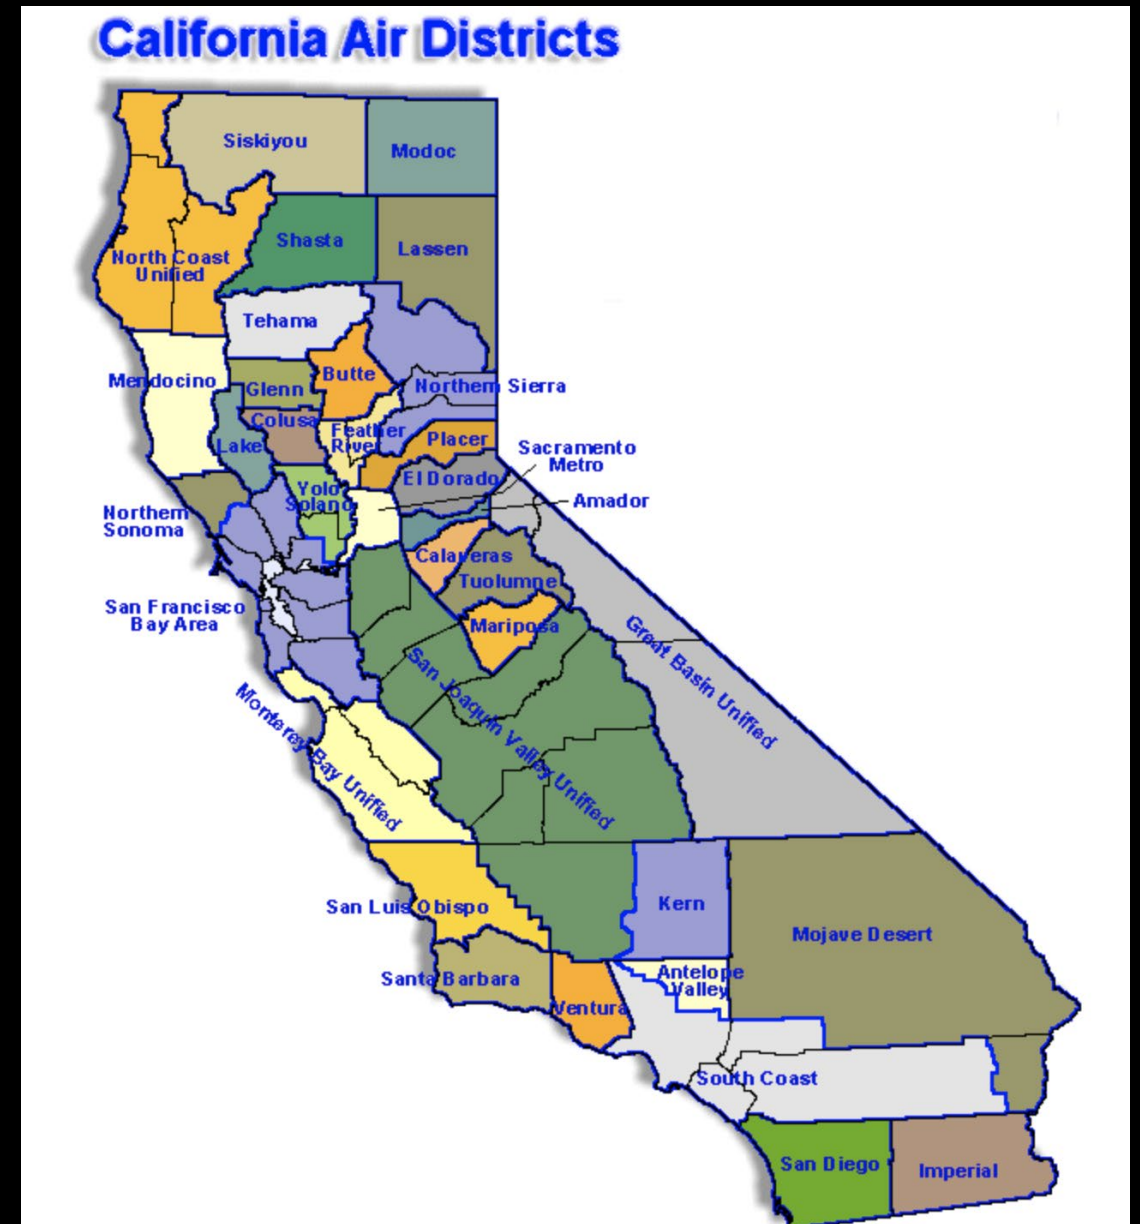 California Air Districts
Siskiyou
Modoc
Shasta
Lassen
North Coast
Unified
Tehama
Mendocino
Glenn
Butte
Northern Sierra
Colusa
Lake
Feather
River
Placer
Sacramento
Metro
El Dorado
Amador
Yolo
Solano
Northern
Sonoma
Calaveras
Tuolumne
San Francisco
Bay Area
Mariposa
Great Basin Unified
San Joaquin Valley Unified
Monterey Bay Unified
San Luis Obispo
Kern
Mojave Desert
Santa Barbara
Antelope
Valley
Ventura
South Coast
San Diego
Imperial